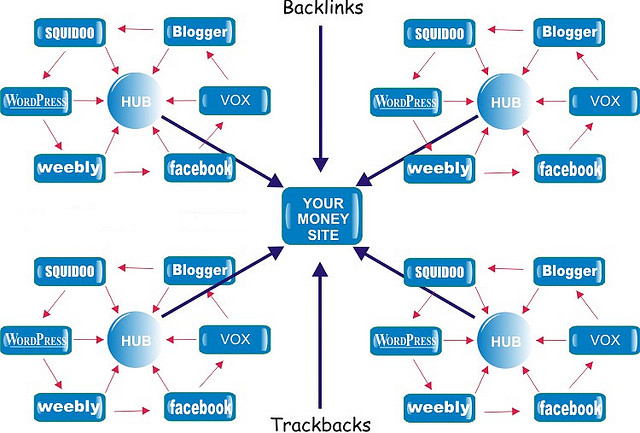 Backlinks
SQUIDOO Blogger
WORDPRESS HUB VOX
weebly facebook
SQUIDOO Blogger
WORDPRESS HUB VOX
weebly facebook
YOUR
MONEY
SITE
SQUIDOO Blogger
WORDPRESS HUB VOX
weebly facebook
SQUIDOO Blogger
WORDPRESS HUB VOX
weebly facebook
Trackbacks